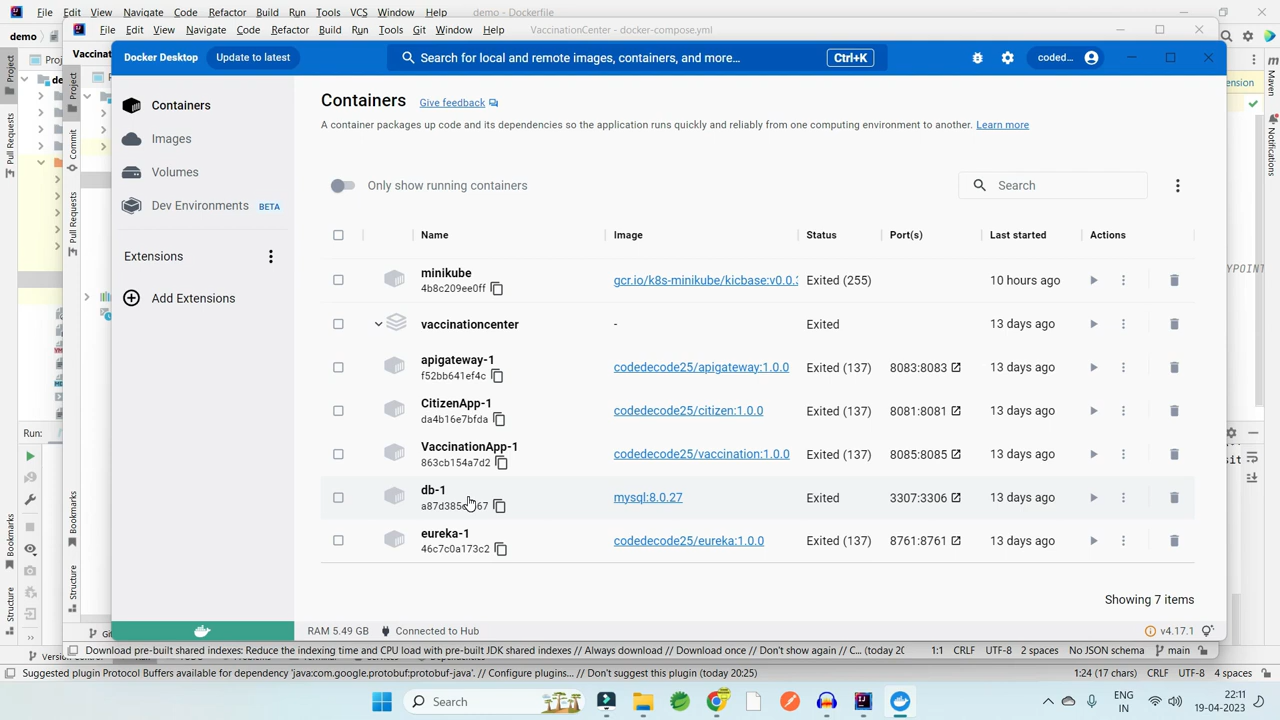 File Edit View Navigate Code Refactor Build Run Tools VCS Window Help demo - Dockerfile
demo File Edit View Navigate Code Refactor Build Run Tools Git Window Help VaccinationCenter - docker-compose.yml
Docker Desktop Update to latest Search for local and remote images, containers, and more... Ctrl+K coded...
Containers
Images
Volumes
Dev Environments BETA
Extensions
Add Extensions
Containers Give feedback
A container packages up code and its dependencies so the application runs quickly and reliably from one computing environment to another. Learn more
Only show running containers Search
Name Image Status Port(s) Last started Actions
minikube
4b8c209ee0ff gcr.io/k8s-minikube/kicbase:v0.0. Exited (255) 10 hours ago
vaccinationcenter - Exited 13 days ago
apigateway-1
f52bb641ef4c codedecode25/apigateway:1.0.0 Exited (137) 8083:8083 13 days ago
CitizenApp-1
da4b16e7bfda codedecode25/citizen:1.0.0 Exited (137) 8081:8081 13 days ago
VaccinationApp-1
863cb154a7d2 codedecode25/vaccination:1.0.0 Exited (137) 8085:8085 13 days ago
db-1
mysql:8.0.27 Exited 3307:3306 13 days ago
eureka-1
46c7c0a173c2 codedecode25/eureka:1.0.0 Exited (137) 8761:8761 13 days ago
Showing 7 items
RAM 5.49 GB Connected to Hub v4.17.1
Project
Pull Requests
Bookmarks
Structure
Project
Commit
Pull Requests
Bookmarks
Structure
Run:
Maven
Notifications
Download pre-built shared indexes: Reduce the indexing time and CPU load with pre-built JDK shared indexes // Always download // Download once // Don't show again // C... (today 20 1:1 CRLF UTF-8 2 spaces No JSON schema main
Suggested plugin Protocol Buffers available for dependency 'java:com.google.protobuf:protobuf-java'. // Configure plugins... // Don't suggest this plugin (today 20:25) 1:24 (17 chars) CRLF UTF-8 4 spaces
Search ENG
IN 22:11
19-04-2023